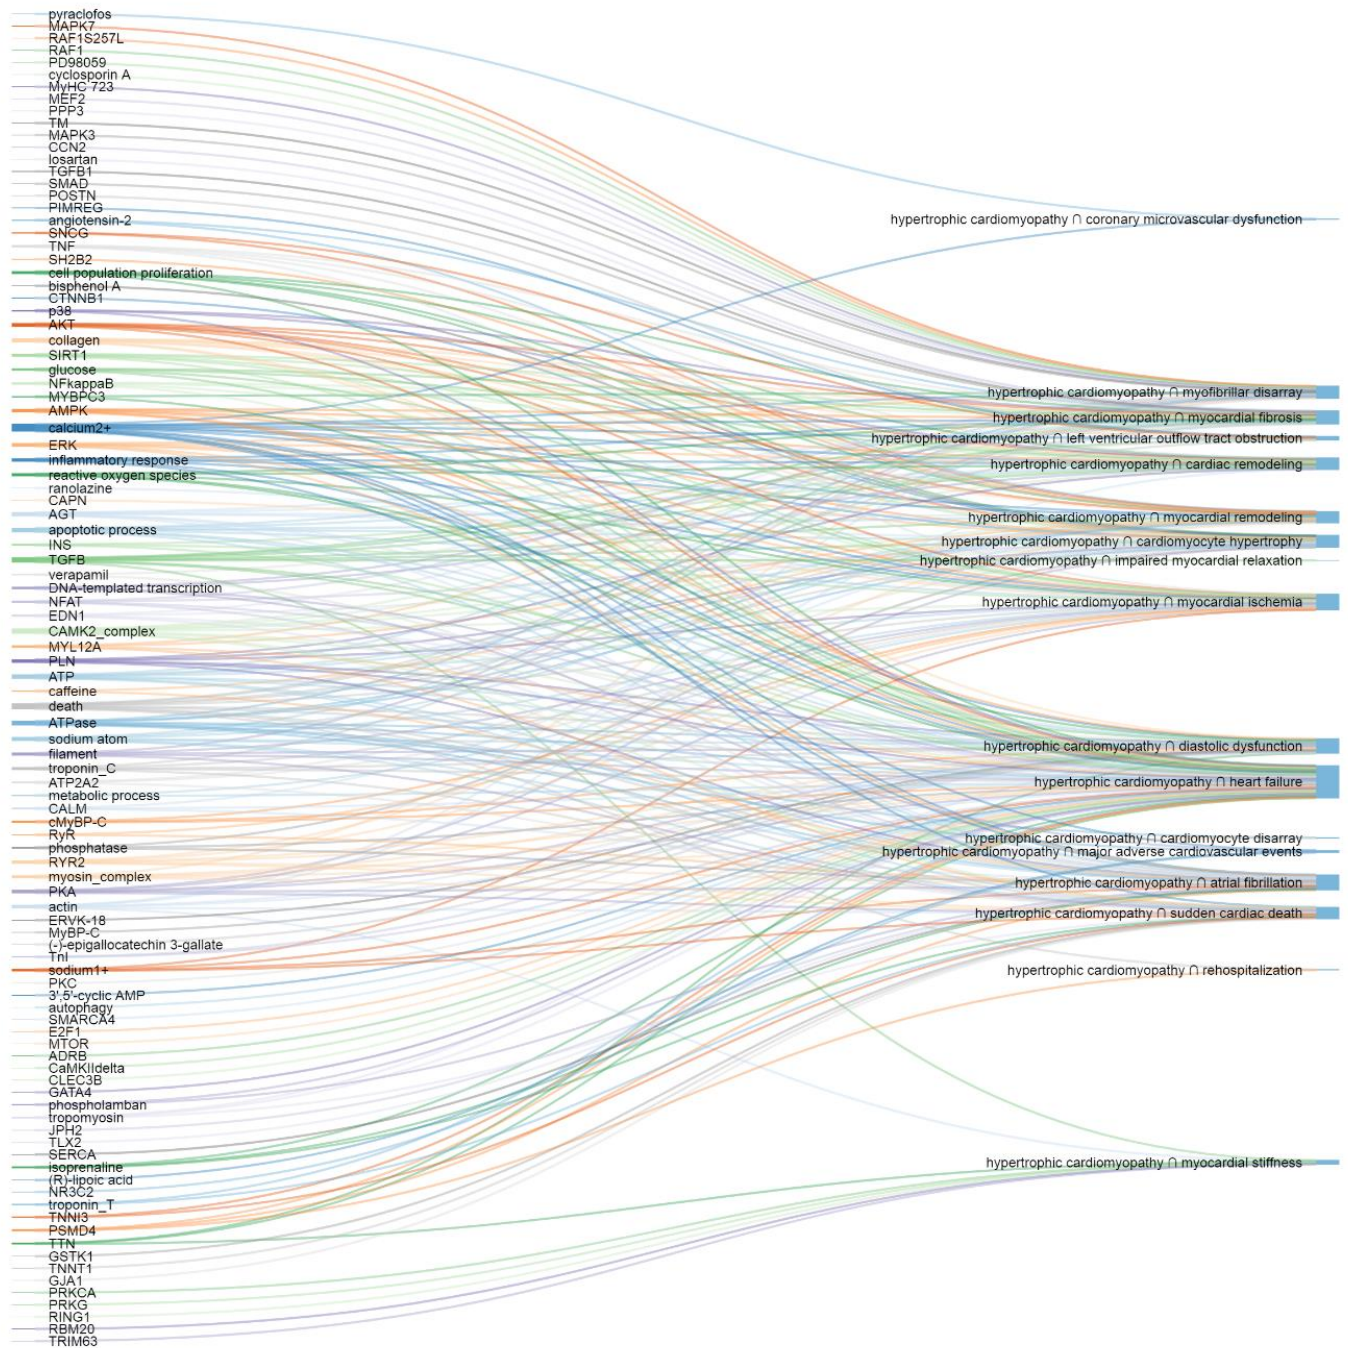 pyraclofos
MAPK7
RAF1S257L
RAF1
PD98059
cyclosporin A
MyHC 723
MEF2
PPP3
TM
MAPK3
CCN2
losartan
TGFB1
SMAD
POSTN
PIMREG
angiotensin-2
SNCG
TNF
SH2B2
cell population proliferation
bisphenol A
CTNNB1
p38
AKT
collagen
SIRT1
glucose
NFkappaB
MYBPC3
AMPK
calcium2+
ERK
inflammatory response
reactive oxygen species
ranolazine
CAPN
AGT
apoptotic process
INS
TGFB
verapamil
DNA-templated transcription
NFAT
EDN1
CAMK2_complex
MYL12A
PLN
ATP
caffeine
death
ATPase
sodium atom
filament
troponin_C
ATP2A2
metabolic process
CALM
cMyBP-C
RyR
phosphatase
RYR2
myosin_complex
PKA
actin
ERVK-18
MyBP-C
(-)-epigallocatechin 3-gallate
TnI
sodium1+
PKC
3',5'-cyclic AMP
autophagy
SMARCA4
E2F1
MTOR
ADRB
CaMKIIdelta
CLEC3B
GATA4
phospholamban
tropomyosin
JPH2
TLX2
SERCA
isoprenaline
(R)-lipoic acid
NR3C2
troponin_T
TNNI3
PSMD4
TTN
GSTK1
TNNT1
GJA1
PRKCA
PRKG
RING1
RBM20
TRIM63
hypertrophic cardiomyopathy ∩ coronary microvascular dysfunction
hypertrophic cardiomyopathy ∩ myofibrillar disarray
hypertrophic cardiomyopathy ∩ myocardial fibrosis
hypertrophic cardiomyopathy ∩ left ventricular outflow tract obstruction
hypertrophic cardiomyopathy ∩ cardiac remodeling
hypertrophic cardiomyopathy ∩ myocardial remodeling
hypertrophic cardiomyopathy ∩ cardiomyocyte hypertrophy
hypertrophic cardiomyopathy ∩ impaired myocardial relaxation
hypertrophic cardiomyopathy ∩ myocardial ischemia
hypertrophic cardiomyopathy ∩ diastolic dysfunction
hypertrophic cardiomyopathy ∩ heart failure
hypertrophic cardiomyopathy ∩ cardiomyocyte disarray
hypertrophic cardiomyopathy ∩ major adverse cardiovascular events
hypertrophic cardiomyopathy ∩ atrial fibrillation
hypertrophic cardiomyopathy ∩ sudden cardiac death
hypertrophic cardiomyopathy ∩ rehospitalization
hypertrophic cardiomyopathy ∩ myocardial stiffness